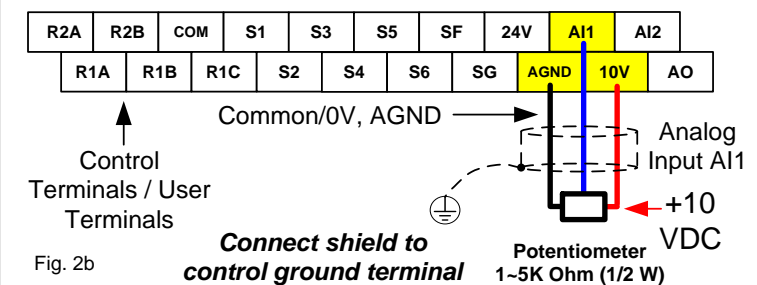 R2A R2B COM S1 S3 S5 SF 24V AI1 AI2
R1A R1B R1C S2 S4 S6 SG AGND 10V AO
Common/0V, AGND
Analog
Input AI1
Control
Terminals / User
Terminals
+10
VDC
Connect shield to
control ground terminal
Potentiometer
1~5K Ohm (1/2 W)
Fig. 2b